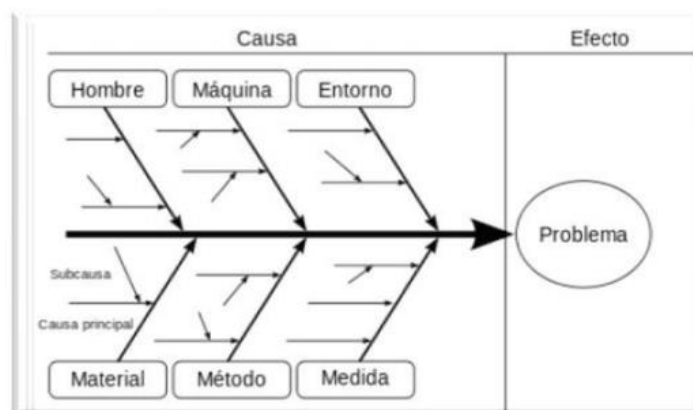 Causa
Efecto
Hombre
Máquina
Entorno
Problema
Subcausa
Causa principal
Material
Método
Medida